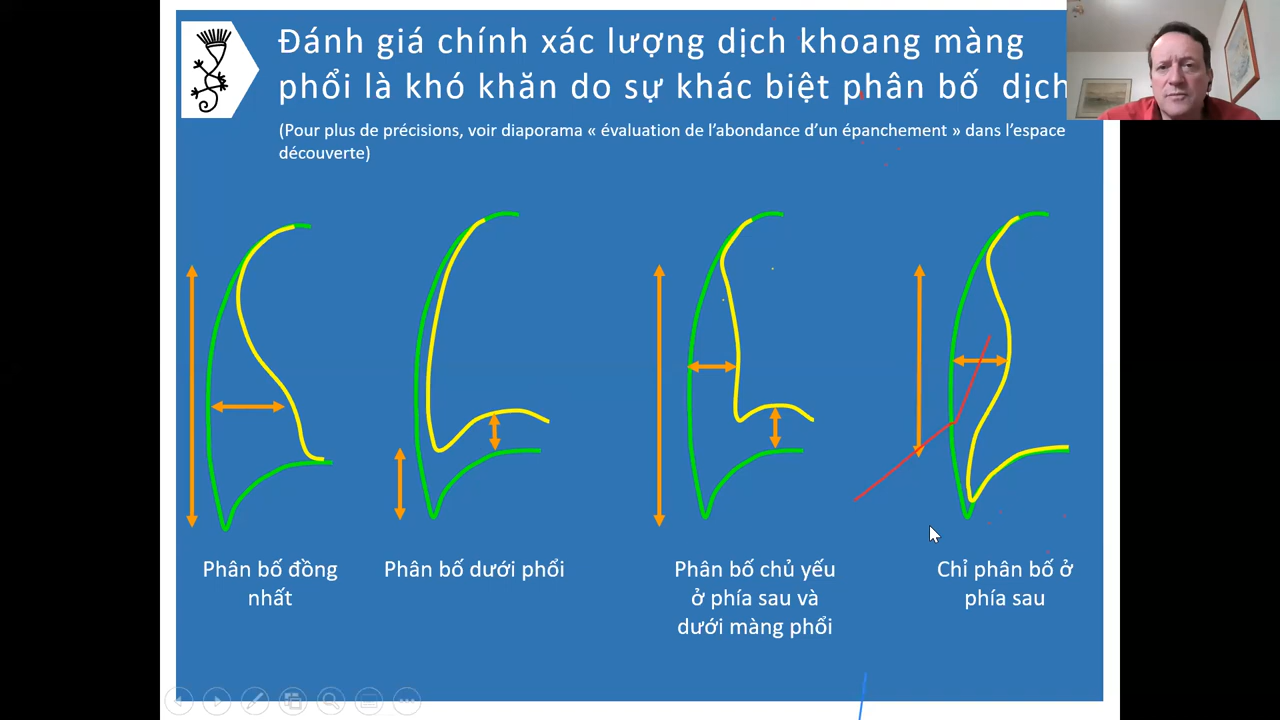 Đánh giá chính xác lượng dịch khoang màng
phổi là khó khăn do sự khác biệt phân bố dịch
(Pour plus de précisions, voir diaporama « évaluation de l’abondance d’un épanchement » dans l’espace
découverte)
Phân bố đồng
nhất
Phân bố dưới phổi
Phân bố chủ yếu
ở phía sau và
dưới màng phổi
Chỉ phân bố ở
phía sau